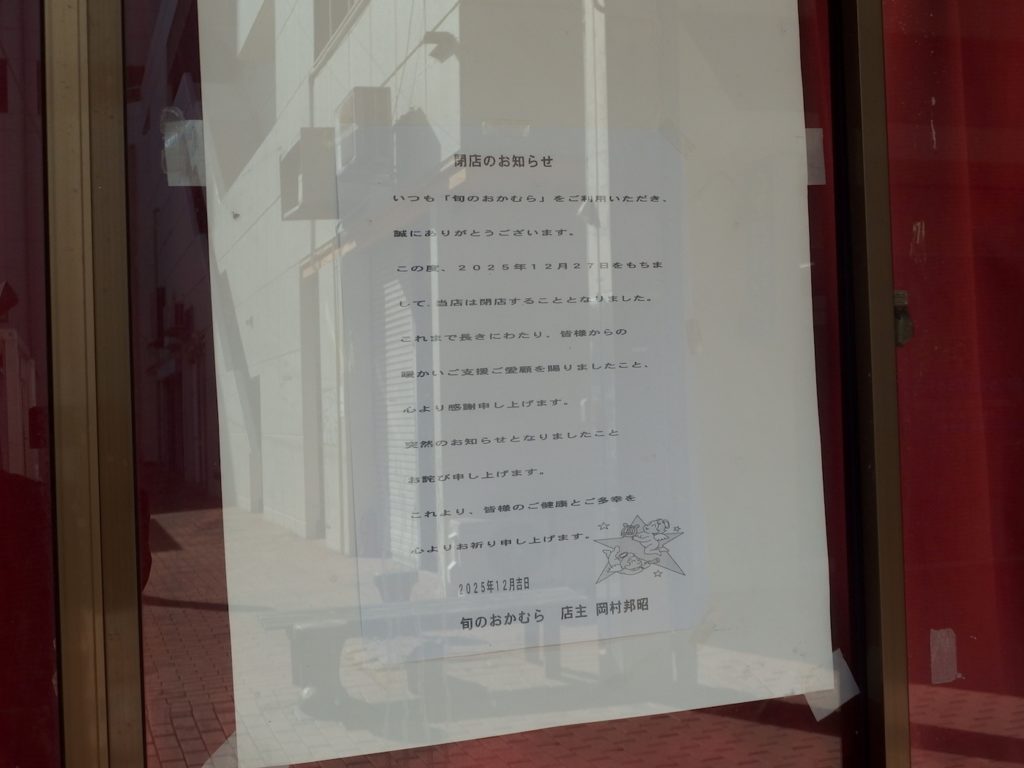 閉店のお知らせ
いつも「旬のおかむら」をご利用いただき、
誠にありがとうございます。
この度、2025年12月27日をもちま
して、当店は閉店することとなりました。
これまで長きにわたり、皆様からの
暖かいご支援ご愛顧を賜りましたこと、
心より感謝申し上げます。
突然のお知らせとなりましたこと
お詫び申し上げます。
これより、皆様のご健康とご多幸を
心よりお祈り申し上げます。
2025年12月吉日
旬のおかむら 店主 岡村邦昭